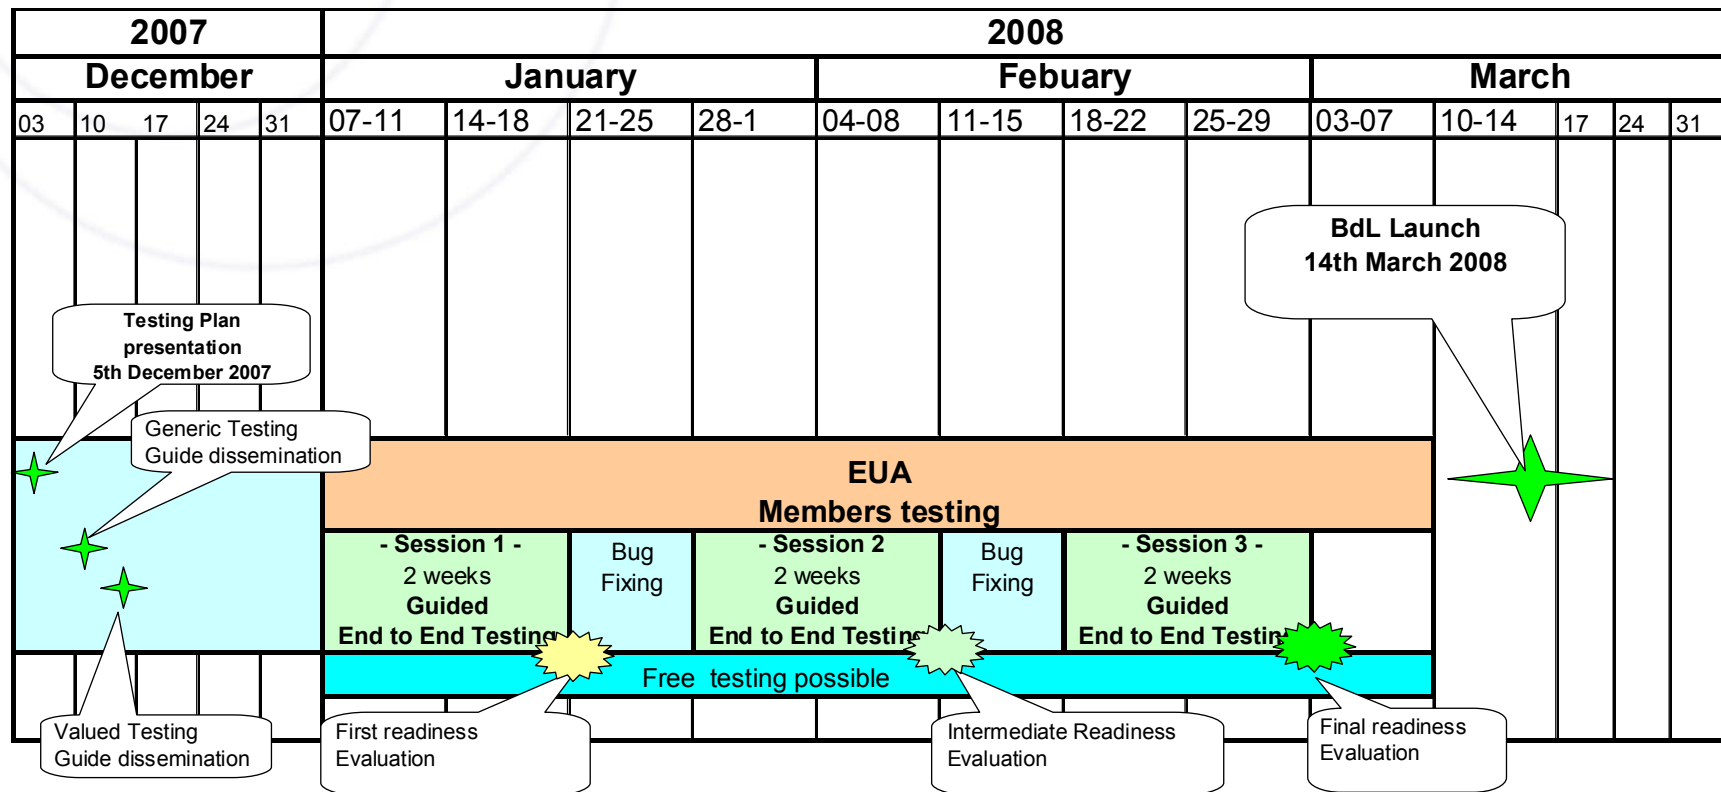 2007
2008
December
January
Febuary
March
03
10
17
24
31
07-11
14-18
21-25
28-1
04-08
11-15
18-22
25-29
03-07
10-14
17
24
31
BdL Launch
14th March 2008
Testing Plan
presentation
5th December 2007
Generic Testing
Guide dissemination
EUA
Members testing
- Session 1 -
2 weeks
Guided
End to End Testing
Bug
Fixing
- Session 2
2 weeks
Guided
End to End Testing
Bug
Fixing
- Session 3 -
2 weeks
Guided
End to End Testing
Free testing possible
Valued Testing
Guide dissemination
First readiness
Evaluation
Intermediate Readiness
Evaluation
Final readiness
Evaluation